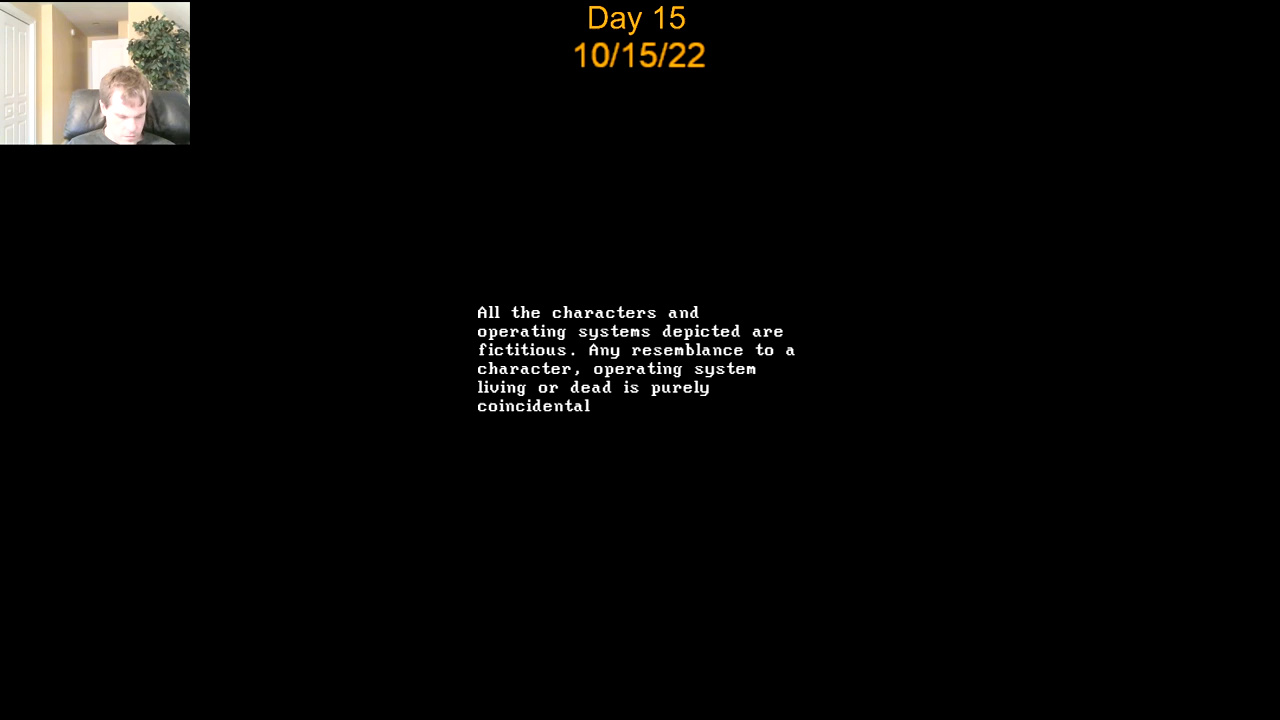 Day 15
10/15/22
All the characters and
operating systems depicted are
fictitious. Any resemblance to a
character, operating system
living or dead is purely
coincidental